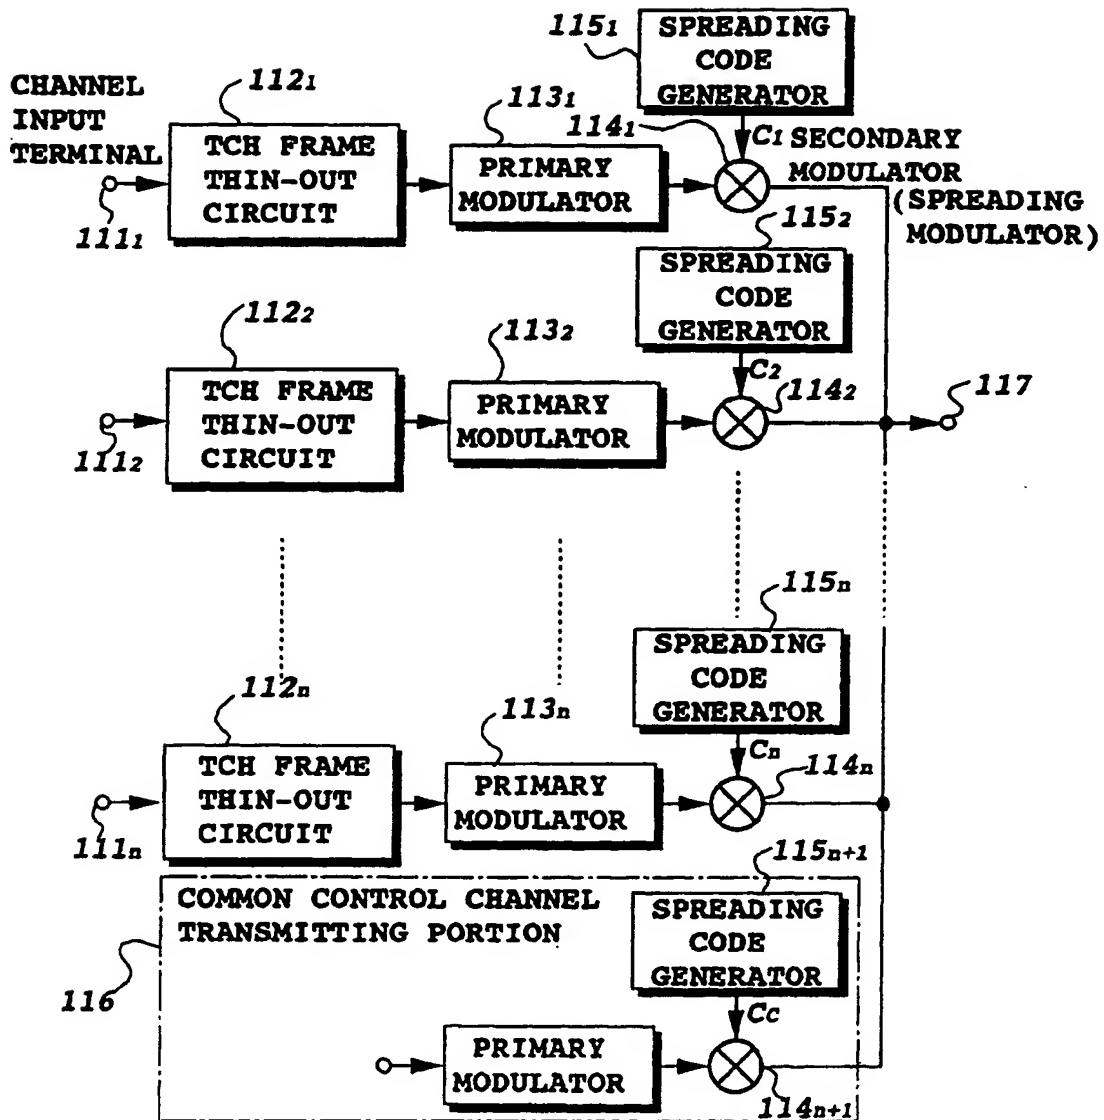 115₁
SPREADING
CODE
GENERATOR
CHANNEL
INPUT
TERMINAL
112₁
113₁
114₁
C₁
SECONDARY
MODULATOR
(SPREADING
MODULATOR)
TCH FRAME
THIN-OUT
CIRCUIT
PRIMARY
MODULATOR
111₁
115₂
SPREADING
CODE
GENERATOR
112₂
113₂
C₂
114₂
117
TCH FRAME
THIN-OUT
CIRCUIT
PRIMARY
MODULATOR
111₂
115ₙ
SPREADING
CODE
GENERATOR
112ₙ
113ₙ
Cₙ
114ₙ
TCH FRAME
THIN-OUT
CIRCUIT
PRIMARY
MODULATOR
111ₙ
115ₙ₊₁
COMMON CONTROL CHANNEL
TRANSMITTING PORTION
SPREADING
CODE
GENERATOR
116
Cc
PRIMARY
MODULATOR
114ₙ₊₁